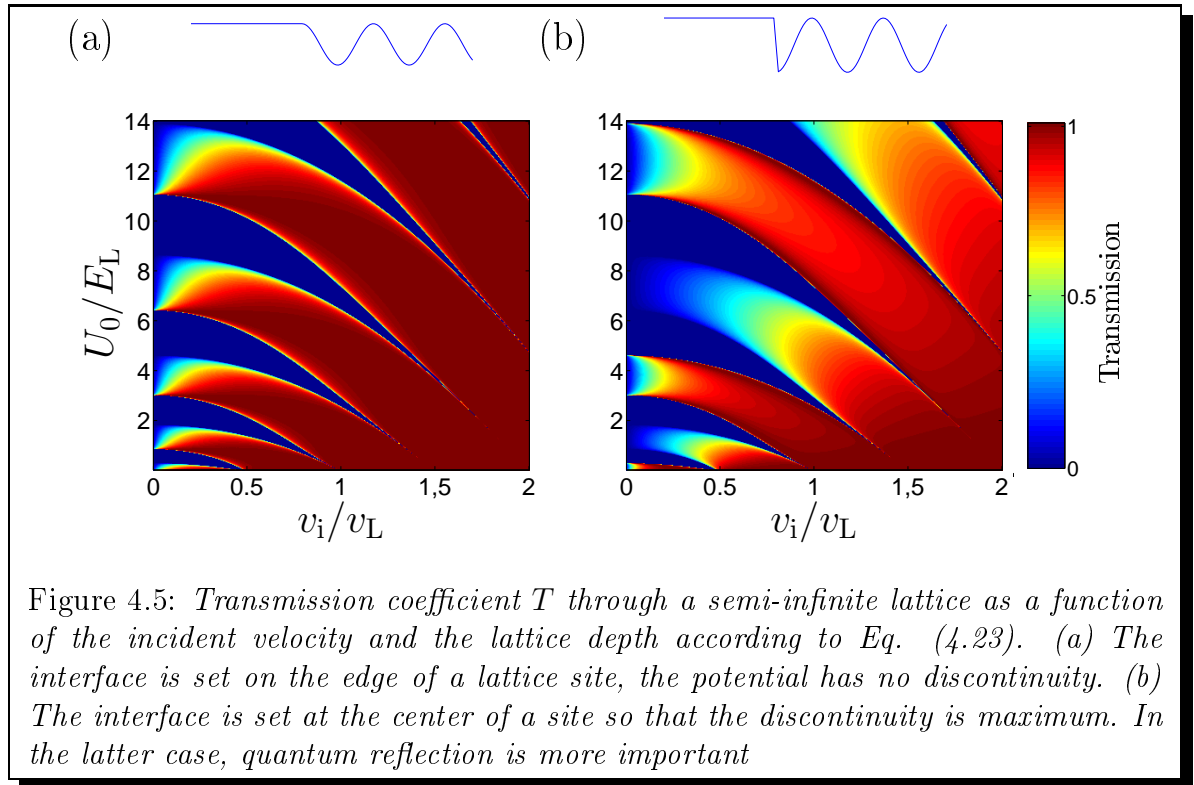 (a)
(b)
14
12
10
8
6
4
2
U0/EL
0
0.5
1
1,5
2
vi/vL
14
12
10
8
6
4
2
0
0.5
1
1,5
2
vi/vL
1
0.5
0
Transmission
Figure 4.5: Transmission coefficient T through a semi-infinite lattice as a function
of the incident velocity and the lattice depth according to Eq. (4.23). (a) The
interface is set on the edge of a lattice site, the potential has no discontinuity. (b)
The interface is set at the center of a site so that the discontinuity is maximum. In
the latter case, quantum reflection is more important